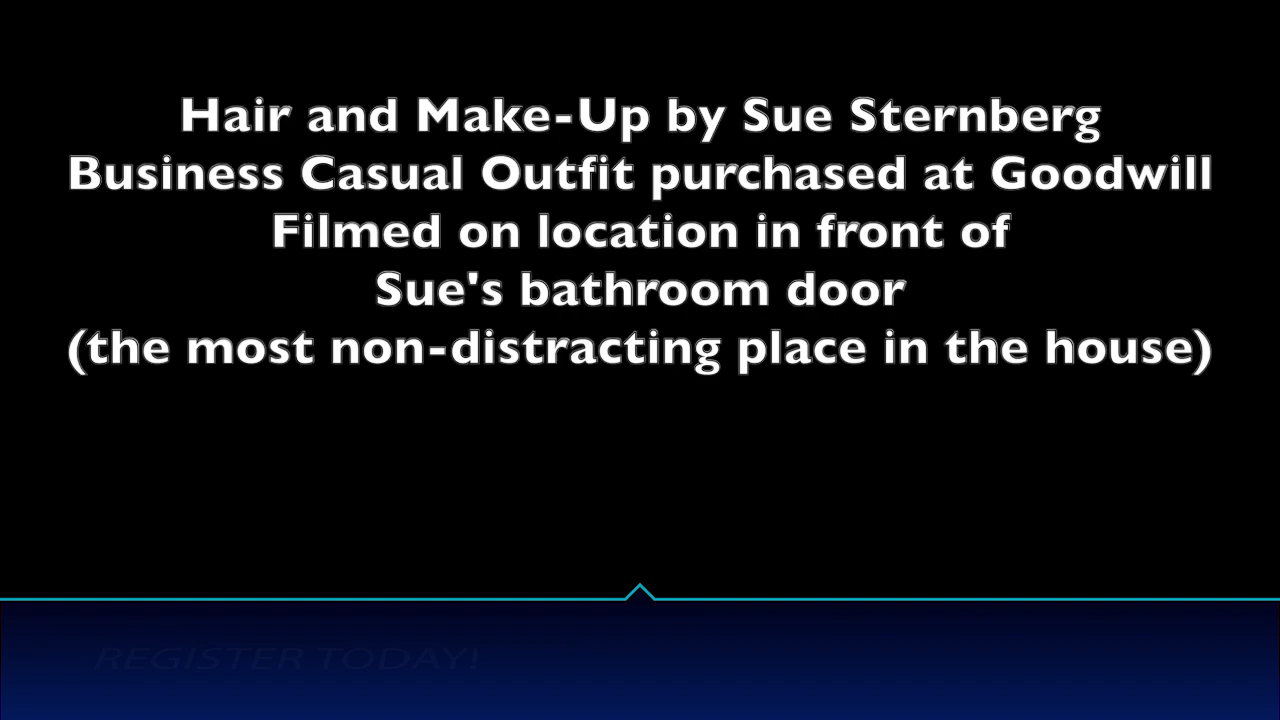 Hair and Make-Up by Sue Sternberg
Business Casual Outfit purchased at Goodwill
Filmed on location in front of
Sue's bathroom door
(the most non-distracting place in the house)
REGISTER TODAY!